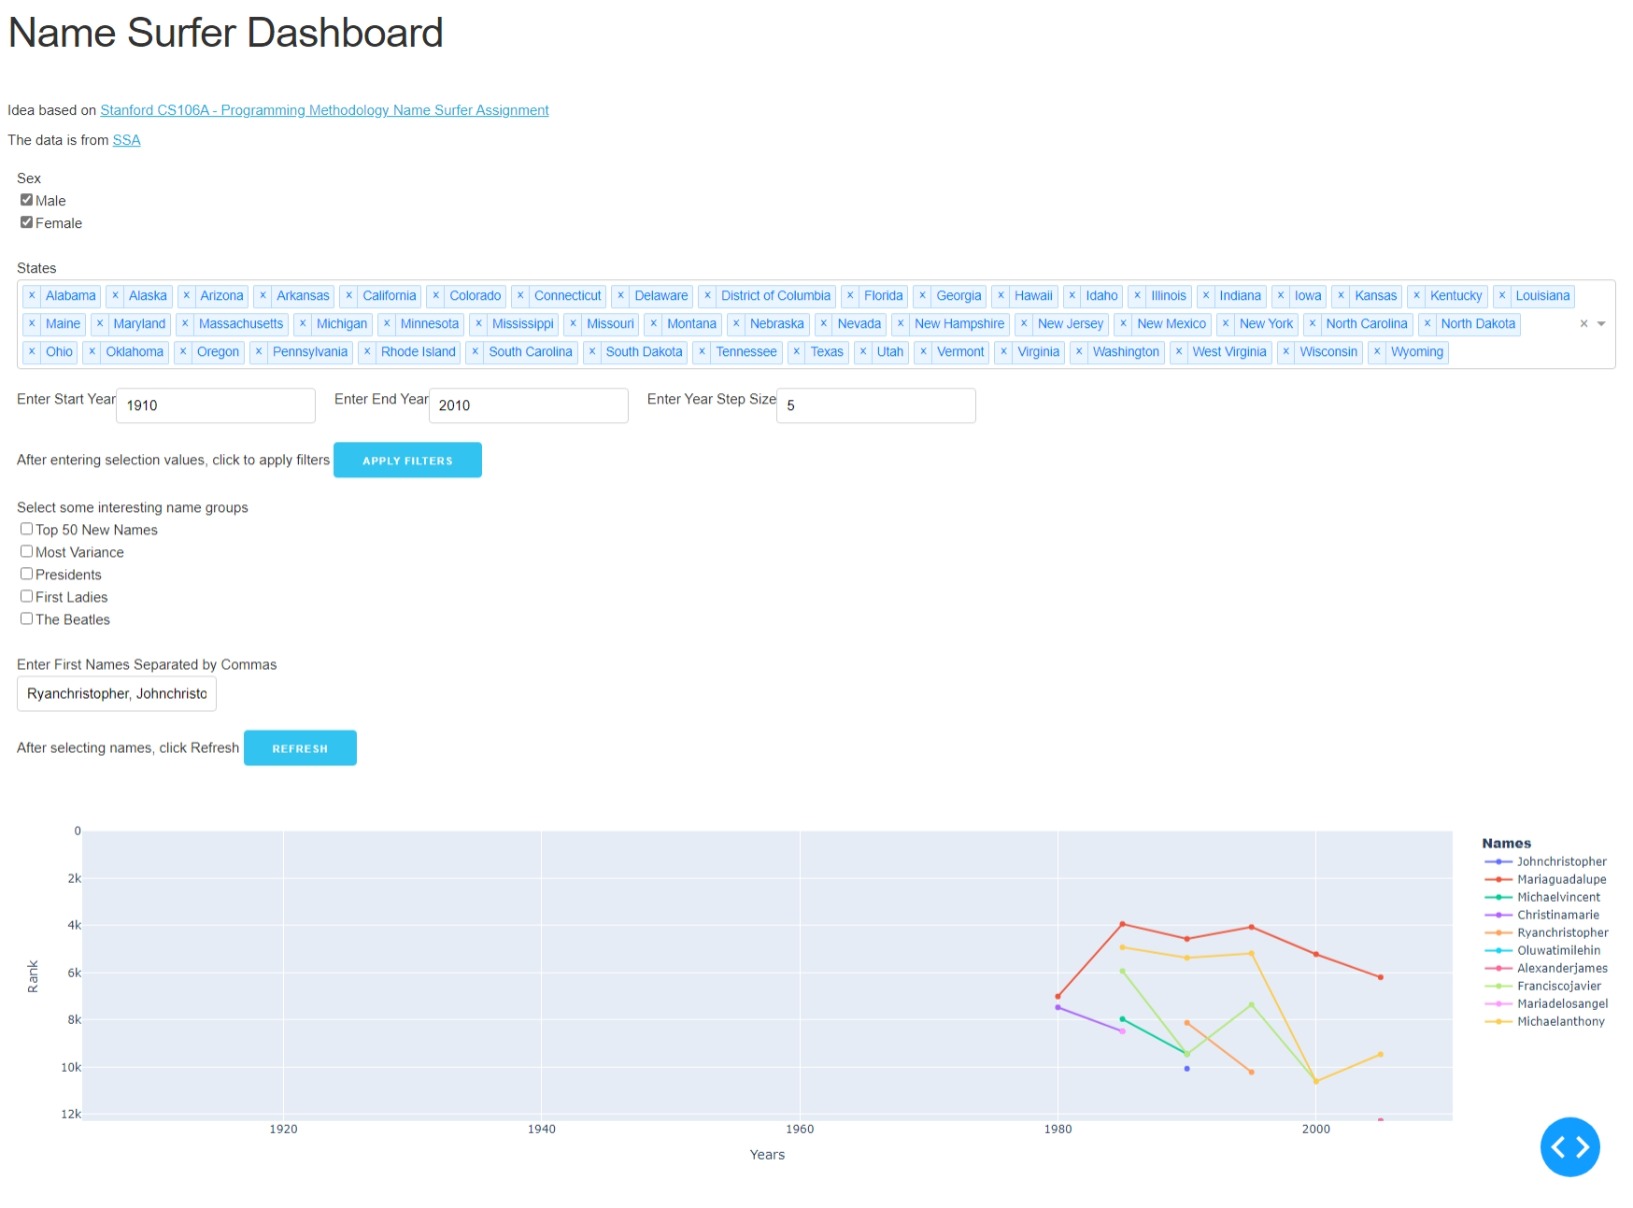 Name Surfer Dashboard
Idea based on Stanford CS106A - Programming Methodology Name Surfer Assignment
The data is from SSA
Sex
Male
Female
States
× Alabama × Alaska × Arizona × Arkansas × California × Colorado × Connecticut × Delaware × District of Columbia × Florida × Georgia × Hawaii × Idaho × Illinois × Indiana × Iowa × Kansas × Kentucky × Louisiana
× Maine × Maryland × Massachusetts × Michigan × Minnesota × Mississippi × Missouri × Montana × Nebraska × Nevada × New Hampshire × New Jersey × New Mexico × New York × North Carolina × North Dakota ×
× Ohio × Oklahoma × Oregon × Pennsylvania × Rhode Island × South Carolina × South Dakota × Tennessee × Texas × Utah × Vermont × Virginia × Washington × West Virginia × Wisconsin × Wyoming
Enter Start Year 1910 Enter End Year 2010 Enter Year Step Size 5
After entering selection values, click to apply filters APPLY FILTERS
Select some interesting name groups
Top 50 New Names
Most Variance
Presidents
First Ladies
The Beatles
Enter First Names Separated by Commas
Ryanchristopher, Johnchristo
After selecting names, click Refresh REFRESH
0
2k
4k
6k
8k
10k
12k
Rank
1920 1940 1960 1980 2000
Years
Names
Johnchristopher
Mariaguadalupe
Michaelvincent
Christinamarie
Ryanchristopher
Oluwatimilehin
Alexanderjames
Franciscojavier
Mariadelosangel
Michaelanthony